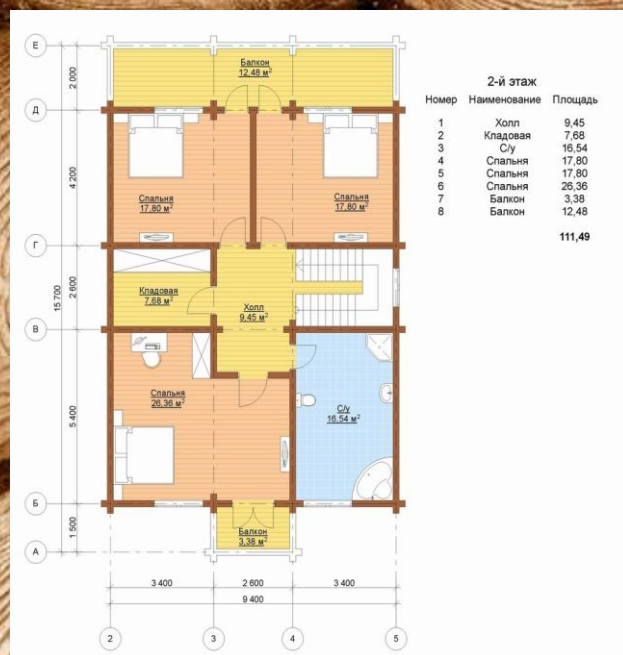 2-й этаж
Номер Наименование Площадь
1 Холл 9,45
2 Кладовая 7,68
3 С/у 16,54
4 Спальня 17,80
5 Спальня 17,80
6 Спальня 26,36
7 Балкон 3,38
8 Балкон 12,48
111,49
Е
Д
Г
В
Б
А
2 000
4 200
2 600
5 400
1 500
15 700
Балкон
12,48 м²
Спальня
17,80 м²
Спальня
17,80 м²
Кладовая
7,68 м²
Холл
9,45 м²
Спальня
26,36 м²
С/у
16,54 м²
Балкон
3,38 м²
3 400 2 600 3 400
9 400
2 3 4 5